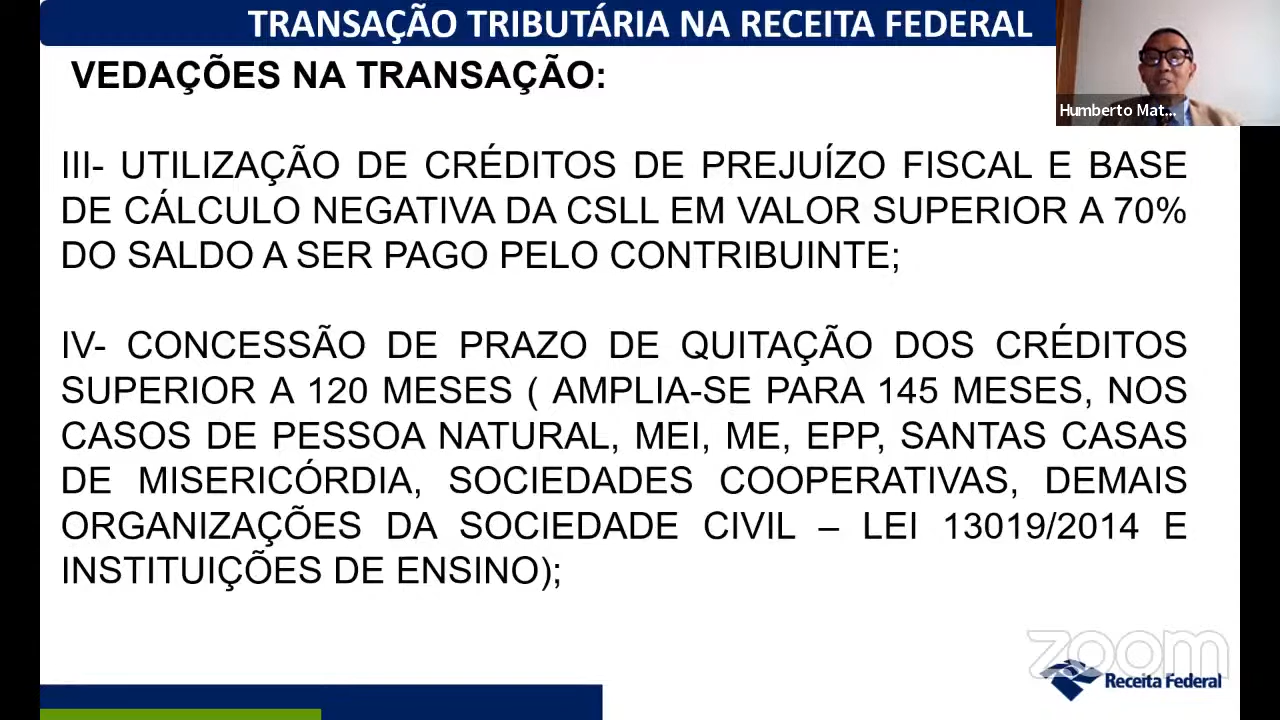 TRANSAÇÃO TRIBUTÁRIA NA RECEITA FEDERAL
VEDAÇÕES NA TRANSAÇÃO:
Humberto Mat...
III- UTILIZAÇÃO DE CRÉDITOS DE PREJUÍZO FISCAL E BASE
DE CÁLCULO NEGATIVA DA CSLL EM VALOR SUPERIOR A 70%
DO SALDO A SER PAGO PELO CONTRIBUINTE;
IV- CONCESSÃO DE PRAZO DE QUITAÇÃO DOS CRÉDITOS
SUPERIOR A 120 MESES ( AMPLIA-SE PARA 145 MESES, NOS
CASOS DE PESSOA NATURAL, MEI, ME, EPP, SANTAS CASAS
DE MISERICÓRDIA, SOCIEDADES COOPERATIVAS, DEMAIS
ORGANIZAÇÕES DA SOCIEDADE CIVIL – LEI 13019/2014 E
INSTITUIÇÕES DE ENSINO);
zoom
Receita Federal